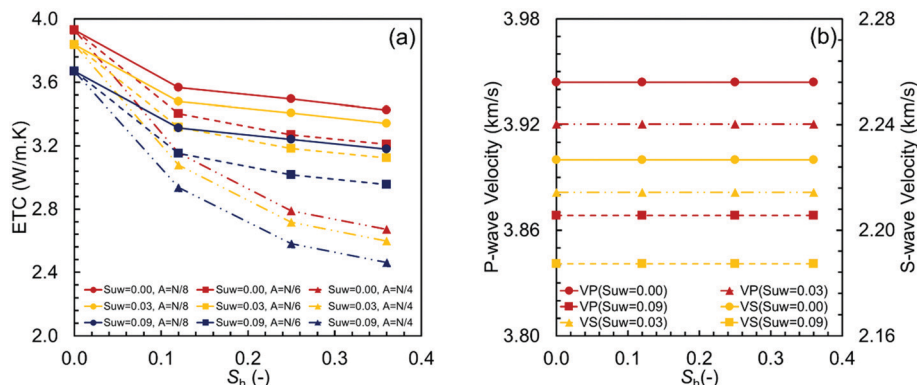 (a)
ETC (W/m.K)
4.0
3.6
3.2
2.8
2.4
2.0
Suw=0.00, A=N/8 Suw=0.00, A=N/6 Suw=0.00, A=N/4
Suw=0.03, A=N/8 Suw=0.03, A=N/6 Suw=0.03, A=N/4
Suw=0.09, A=N/8 Suw=0.09, A=N/6 Suw=0.09, A=N/4
0.0 0.1 0.2 0.3 0.4
Sh(-)
(b)
P-wave Velocity (km/s)
3.98
3.92
3.86
3.80
S-wave Velocity (km/s)
2.28
2.24
2.20
2.16
VP(Suw=0.00) VP(Suw=0.03)
VP(Suw=0.09) VS(Suw=0.00)
VS(Suw=0.03) VS(Suw=0.09)
0.0 0.1 0.2 0.3 0.4
Sh(-)